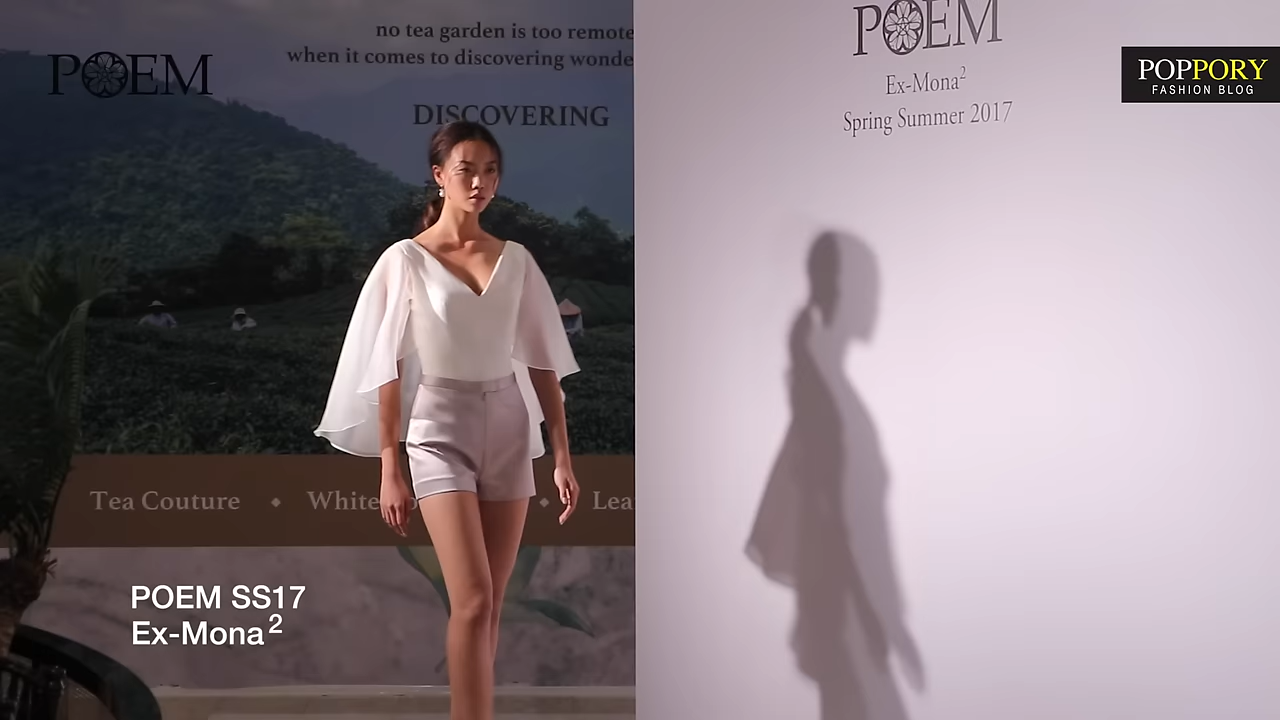 no tea garden is too remote
when it comes to discovering wonde
POEM
DISCOVERING
Tea Couture ◆ White
Lea
POEM SS17
Ex-Mona²
POEM
Ex-Mona²
Spring Summer 2017
POPPORY
FASHION BLOG